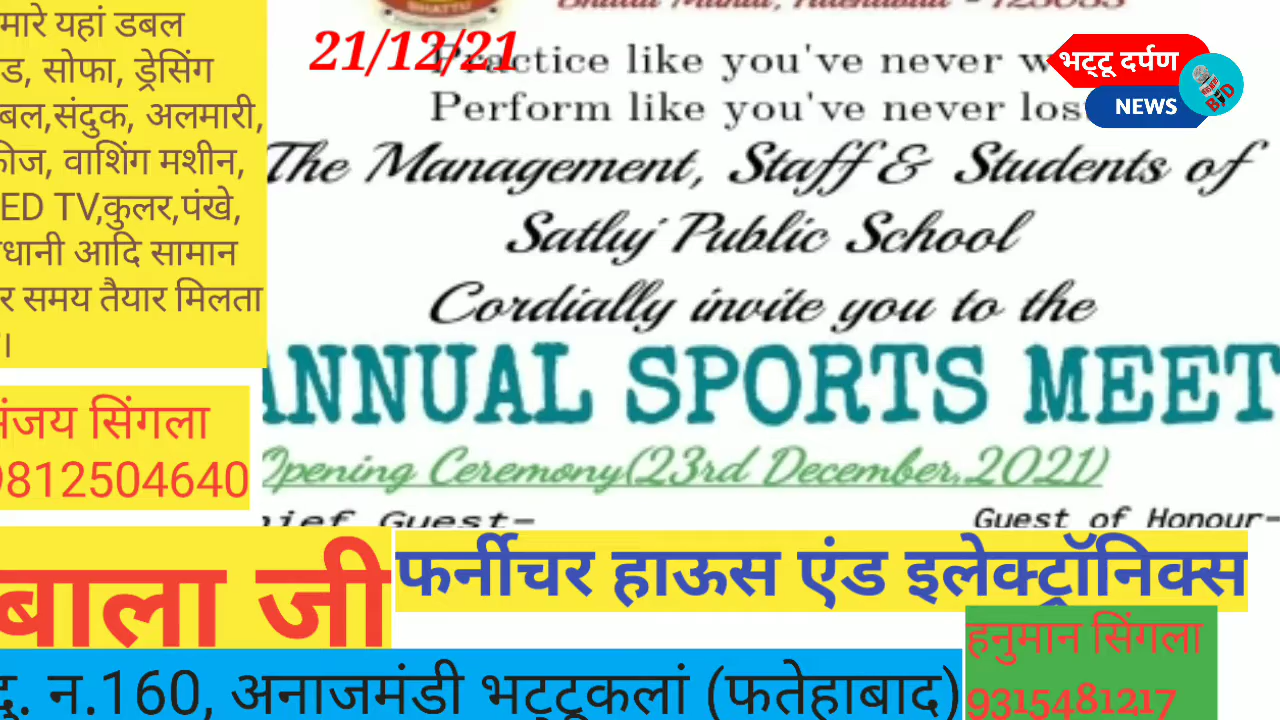 21/12/21
Practice like you've never w
Perform like you've never los
The Management, Staff & Students of
Satluj Public School
Cordially invite you to the
ANNUAL SPORTS MEET
Opening Ceremony(23rd December,2021)
Guest-
Guest of Honour-
भट्टू दर्पण
NEWS
BD
मारे यहां डबल
ड, सोफा, ड्रेसिंग
बल,संदुक, अलमारी,
ीज, वाशिंग मशीन,
ED TV,कुलर,पंखे,
धानी आदि सामान
र समय तैयार मिलता
।
संजय सिंगला
9812504640
बाला जी
फर्नीचर हाऊस एंड इलेक्ट्रॉनिक्स
दु. न.160, अनाजमंडी भट्टूकलां (फतेहाबाद)
हनुमान सिंगला
9315481217